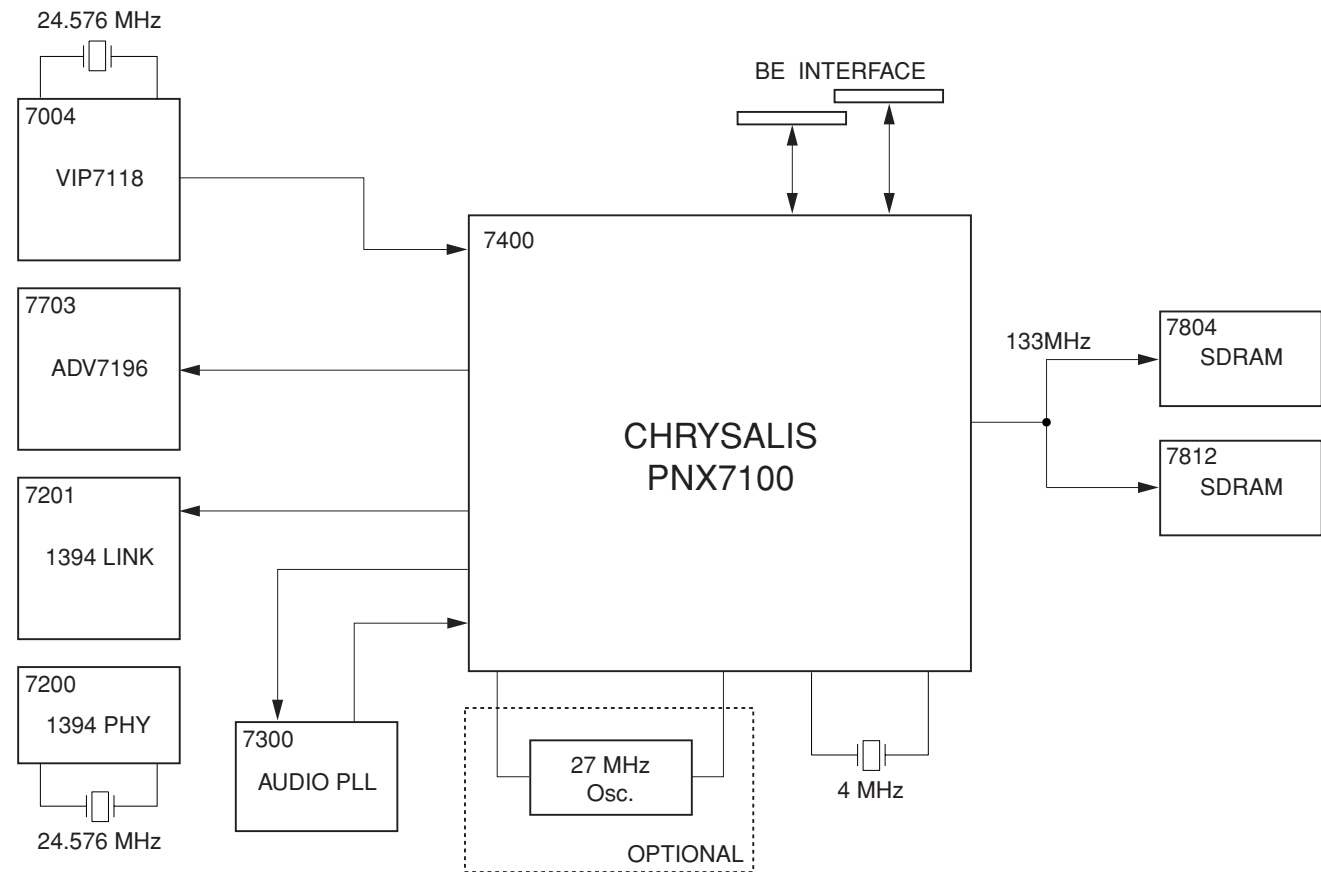 24.576 MHz
7004
VIP7118
BE INTERFACE
7400
CHRYSALIS
PNX7100
7703
ADV7196
133MHz
7804
SDRAM
7812
SDRAM
7201
1394 LINK
7200
1394 PHY
24.576 MHz
7300
AUDIO PLL
27 MHz
Osc.
OPTIONAL
4 MHz